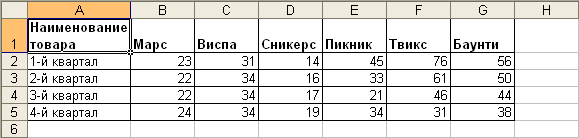 A B C D E F G H
1 Наименование товара Марс Виспа Сникерс Пикник Твикс Баунти
2 1-й квартал 23 31 14 45 76 56
3 2-й квартал 22 34 16 33 61 50
4 3-й квартал 22 34 17 21 46 44
5 4-й квартал 24 34 19 34 31 38
6